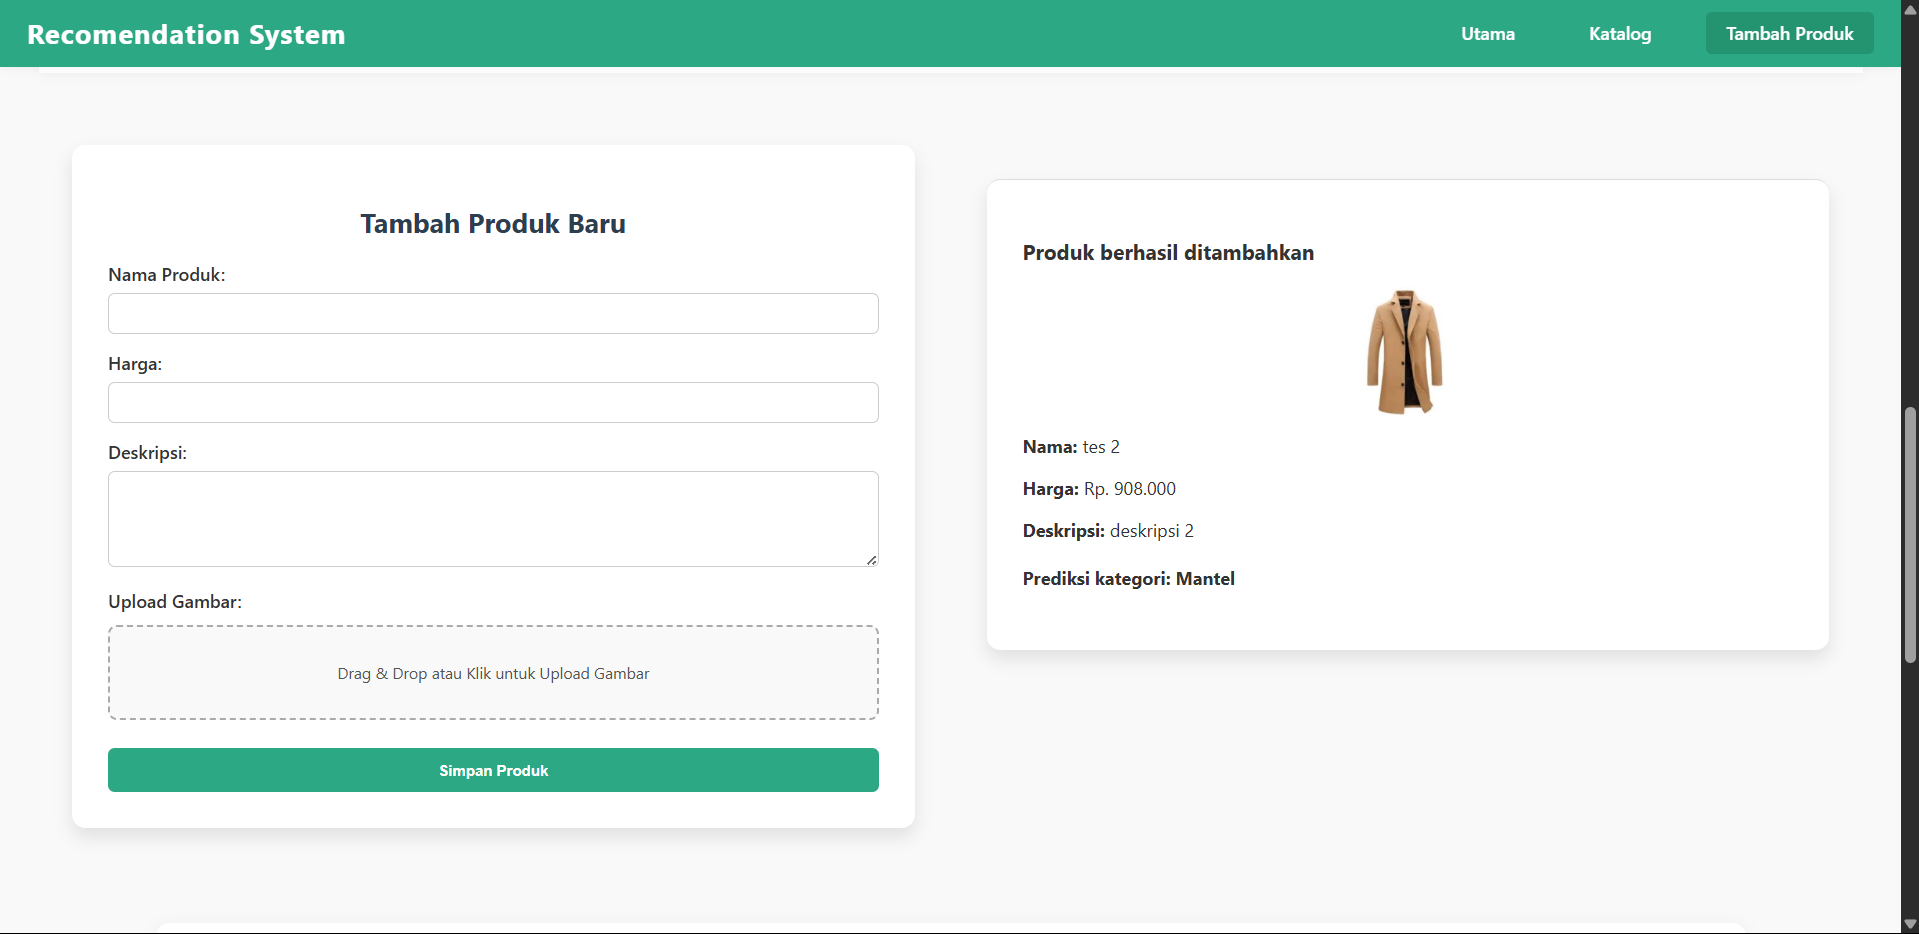 Recomendation System
Utama
Katalog
Tambah Produk
Tambah Produk Baru
Nama Produk:
Harga:
Deskripsi:
Upload Gambar:
Drag & Drop atau Klik untuk Upload Gambar
Simpan Produk
Produk berhasil ditambahkan
Nama: tes 2
Harga: Rp. 908.000
Deskripsi: deskripsi 2
Prediksi kategori: Mantel